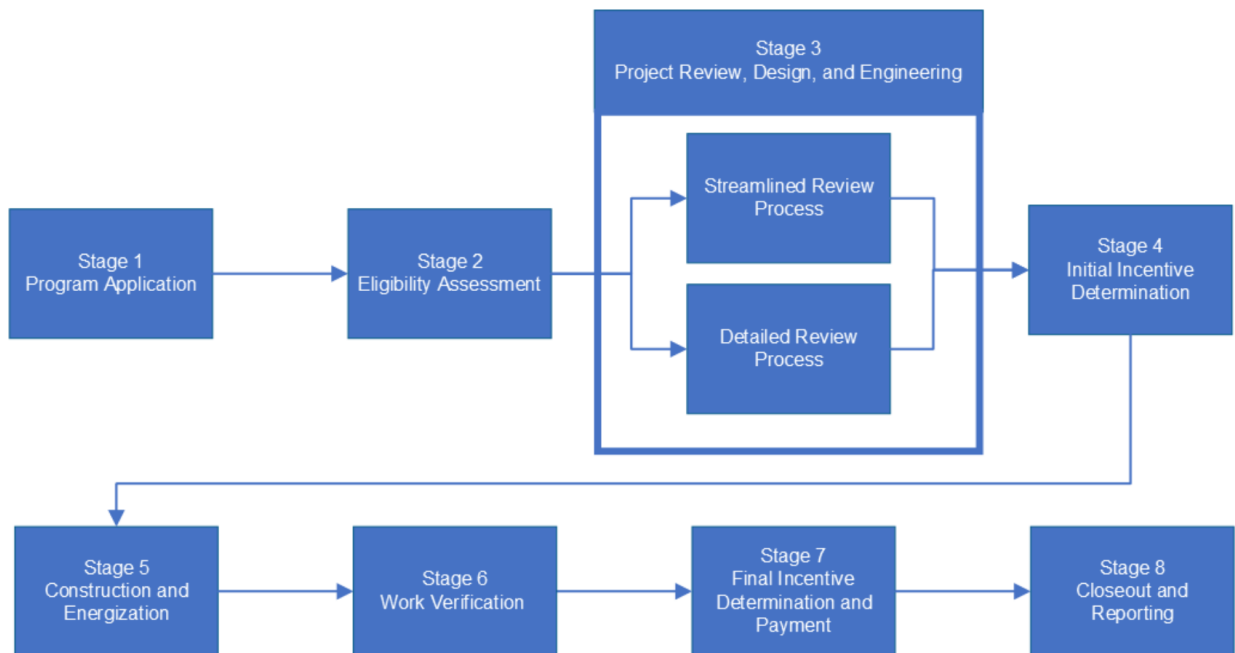 Stage 3
Project Review, Design, and Engineering
Streamlined Review
Process
Stage 1
Program Application
Stage 2
Eligibility Assessment
Stage 4
Initial Incentive
Determination
Detailed Review
Process
Stage 5
Construction and
Energization
Stage 6
Work Verification
Stage 7
Final Incentive
Determination and
Payment
Stage 8
Closeout and
Reporting